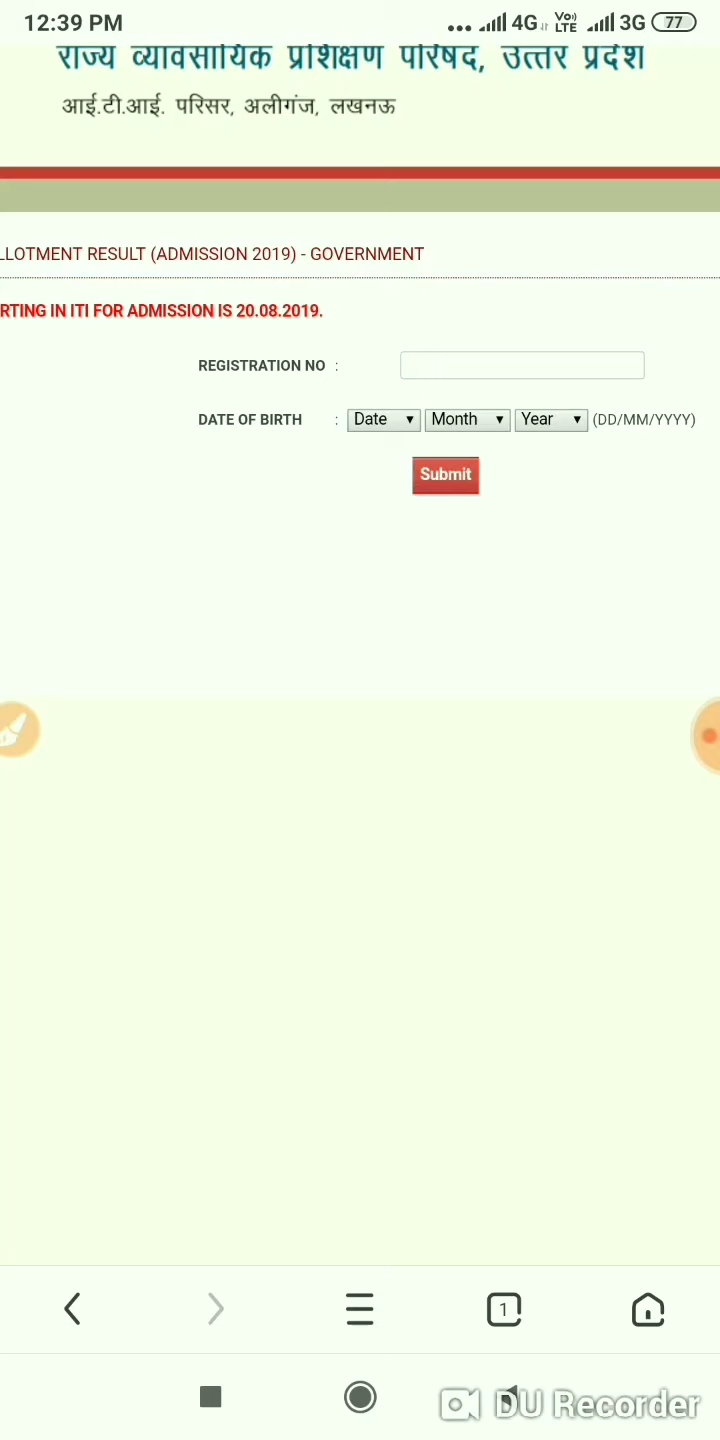 12:39 PM 4G Vo)) LTE 3G 77
राज्य व्यावसायिक प्रशिक्षण परिषद, उत्तर प्रदेश
आई.टी.आई. परिसर, अलीगंज, लखनऊ
LLOTMENT RESULT (ADMISSION 2019) - GOVERNMENT
RTING IN ITI FOR ADMISSION IS 20.08.2019.
REGISTRATION NO :
DATE OF BIRTH : Date Month Year (DD/MM/YYYY)
Submit
1
DU Recorder